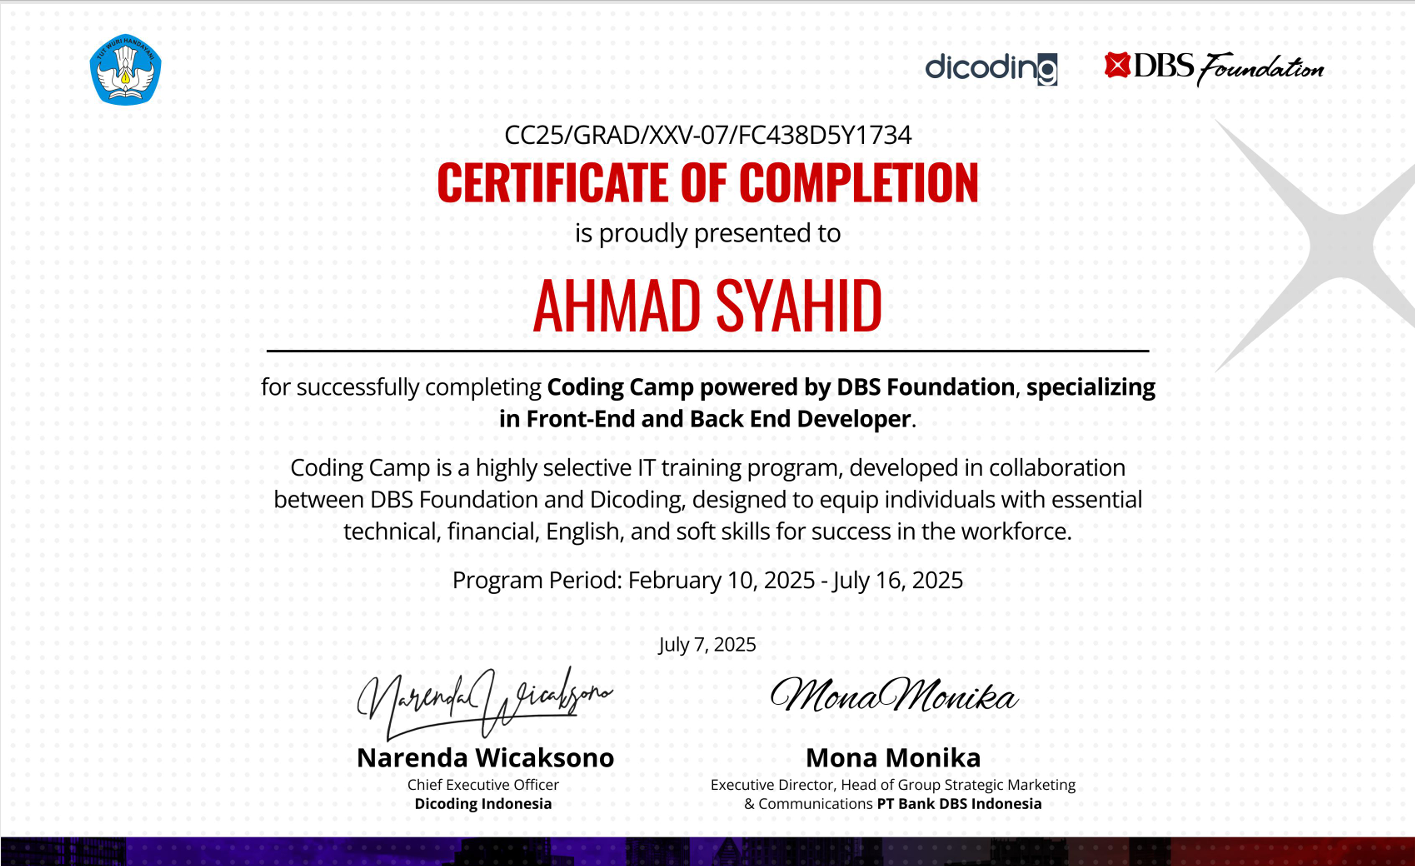 TUT WURI HANDAYANI
dicoding
DBS Foundation
CC25/GRAD/XXV-07/FC438D5Y1734
CERTIFICATE OF COMPLETION
is proudly presented to
AHMAD SYAHID
for successfully completing Coding Camp powered by DBS Foundation, specializing
in Front-End and Back End Developer.
Coding Camp is a highly selective IT training program, developed in collaboration
between DBS Foundation and Dicoding, designed to equip individuals with essential
technical, financial, English, and soft skills for success in the workforce.
Program Period: February 10, 2025 - July 16, 2025
July 7, 2025
Narenda Wicaksono
MonaMonika
Narenda Wicaksono
Mona Monika
Chief Executive Officer
Dicoding Indonesia
Executive Director, Head of Group Strategic Marketing
& Communications PT Bank DBS Indonesia